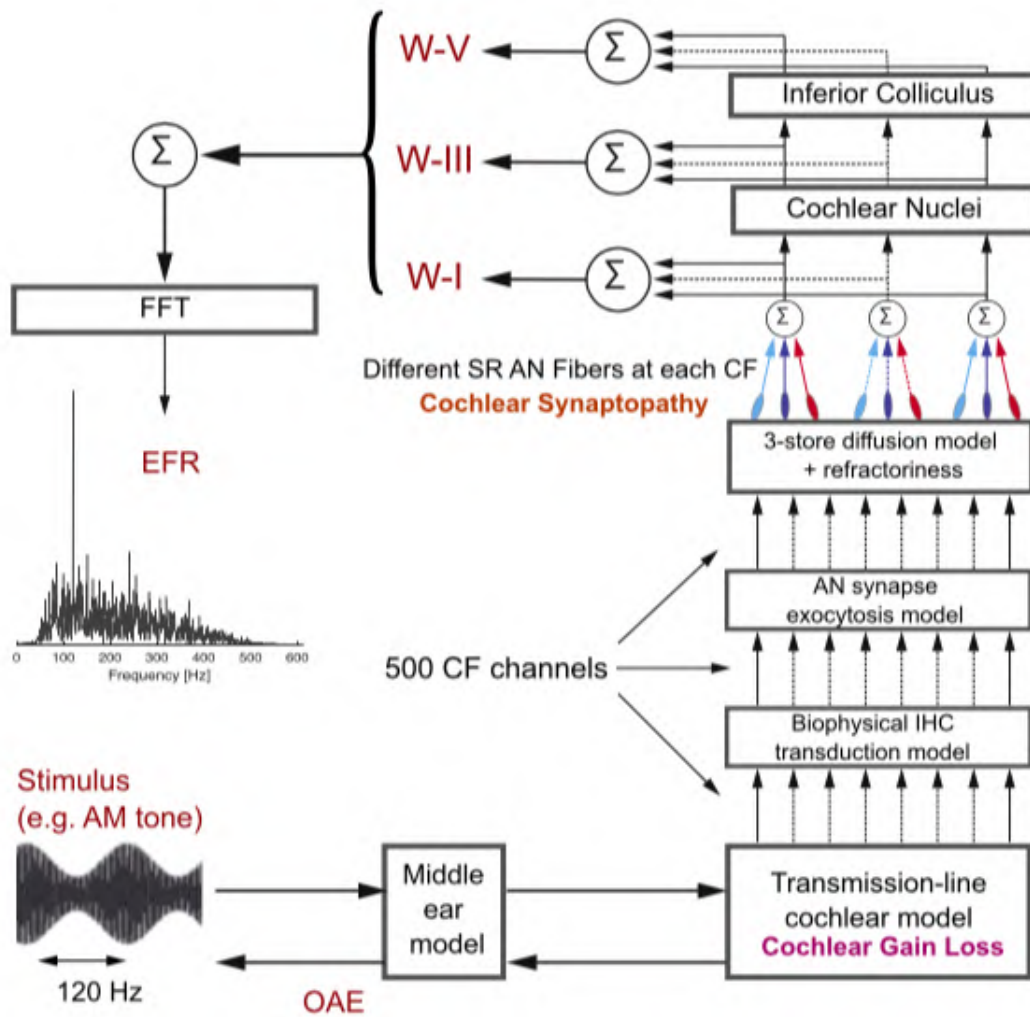 W-V
Σ
Inferior Colliculus
Σ
W-III
Σ
Cochlear Nuclei
W-I
Σ
FFT
Σ
Σ
Σ
Different SR AN Fibers at each CF
Cochlear Synaptopathy
3-store diffusion model
+ refractoriness
EFR
AN synapse
exocytosis model
0 100 200 300 400 500 600
Frequency [Hz]
500 CF channels
Biophysical IHC
transduction model
Stimulus
(e.g. AM tone)
Middle
ear
model
Transmission-line
cochlear model
Cochlear Gain Loss
120 Hz
OAE